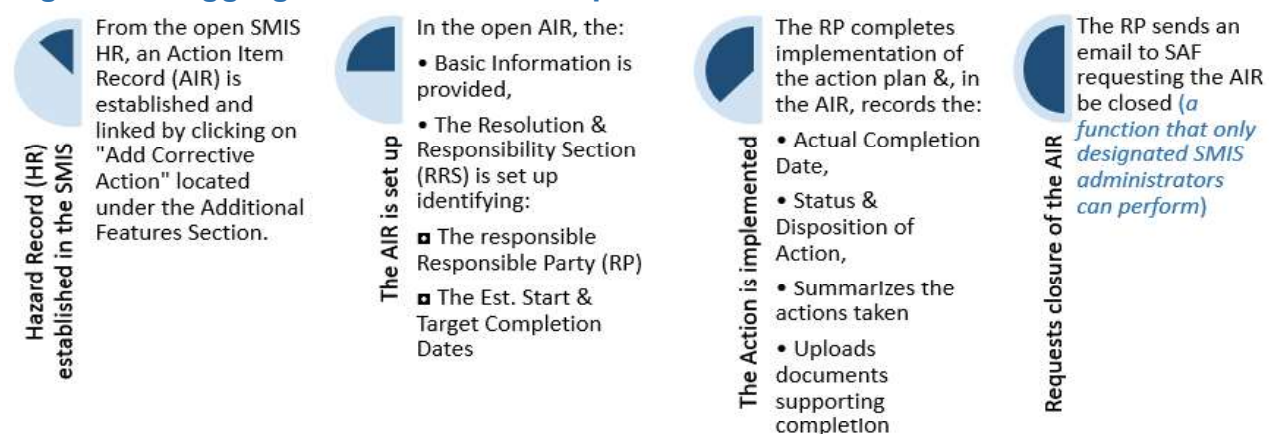 Hazard Record (HR)
established in the SMIS
From the open SMIS
HR, an Action Item
Record (AIR) is
established and
linked by clicking on
"Add Corrective
Action" located
under the Additional
Features Section.
The AIR is set up
In the open AIR, the:
• Basic Information is
provided,
• The Resolution &
Responsibility Section
(RRS) is set up
identifying:
◘ The responsible
Responsible Party (RP)
◘ The Est. Start &
Target Completion
Dates
The Action is implemented
The RP completes
implementation of
the action plan &, in
the AIR, records the:
• Actual Completion
Date,
• Status &
Disposition of
Action,
• Summarizes the
actions taken
• Uploads
documents
supporting
completion
Requests closure of the AIR
The RP sends an
email to SAF
requesting the AIR
be closed (a
function that only
designated SMIS
administrators
can perform)